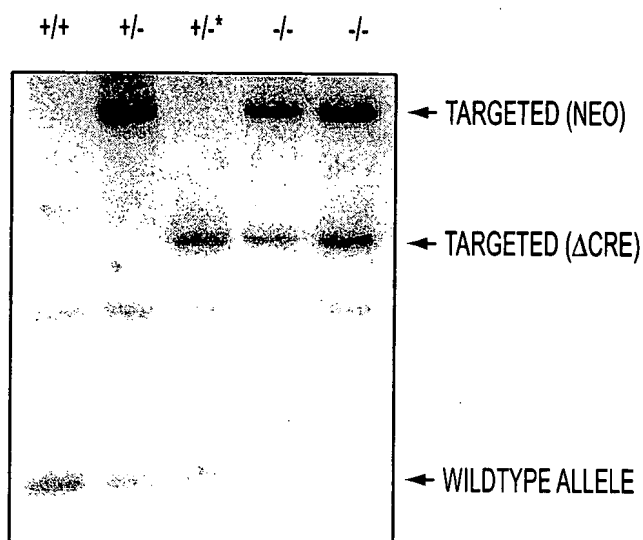 +/+ +/- +/-* -/- -/-
TARGETED (NEO)
TARGETED (ΔCRE)
WILDTYPE ALLELE